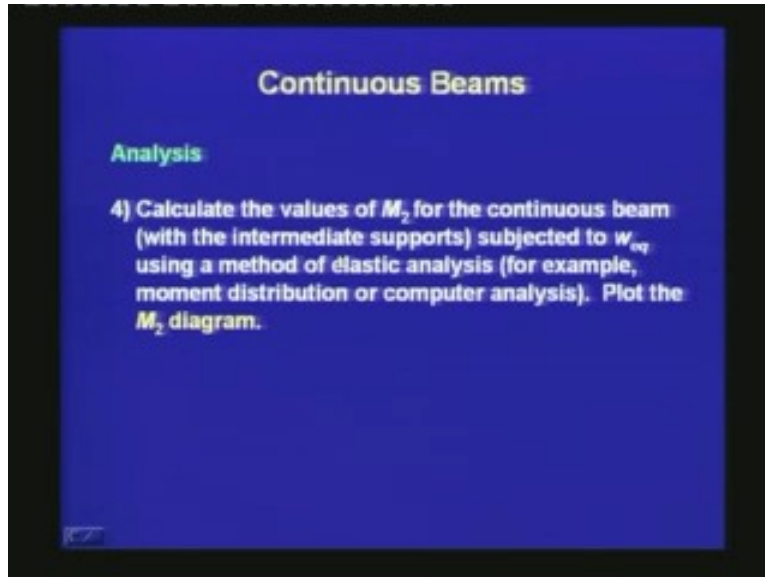 Continuous Beams
Analysis
4) Calculate the values of M₂ for the continuous beam
(with the intermediate supports) subjected to w_eq
using a method of elastic analysis (for example,
moment distribution or computer analysis). Plot the
M₂ diagram.